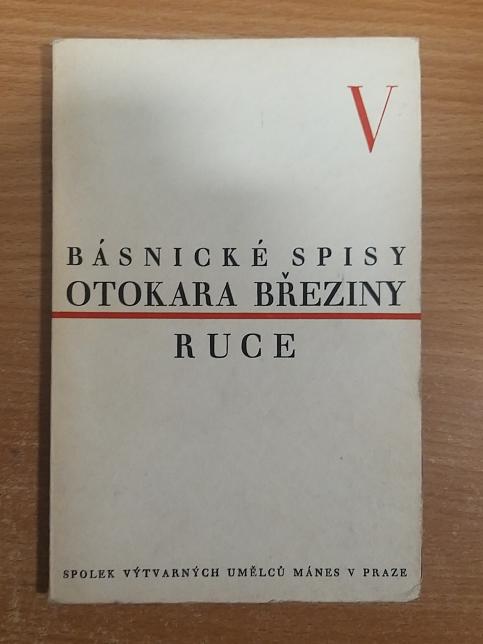 V
BÁSNICKÉ SPISY
OTOKARA BŘEZINY
RUCE
SPOLEK VÝTVARNÝCH UMĚLCŮ MÁNES V PRAZE